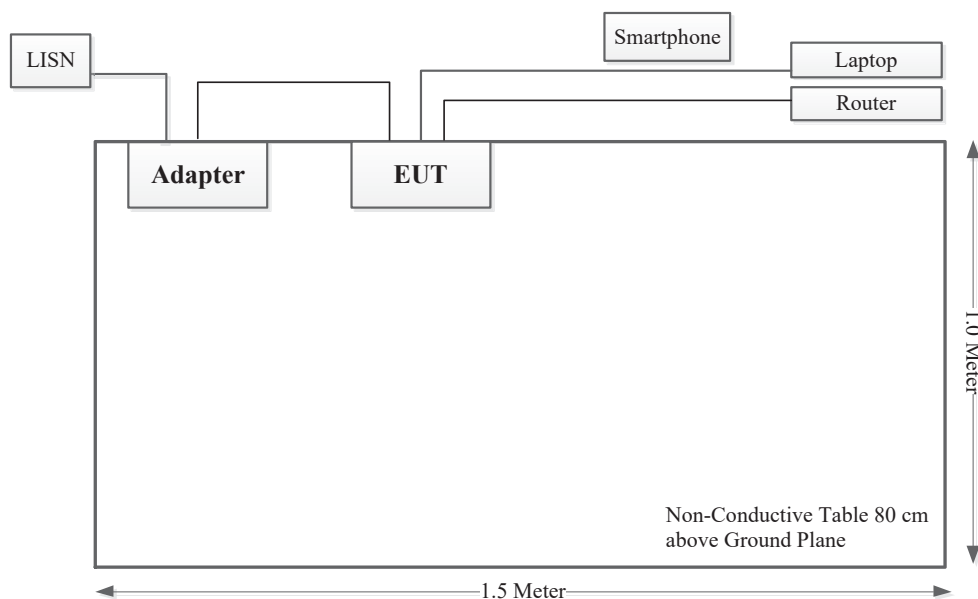 Smartphone
LISN
Laptop
Router
Adapter
EUT
1.0 Meter
Non-Conductive Table 80 cm
above Ground Plane
1.5 Meter